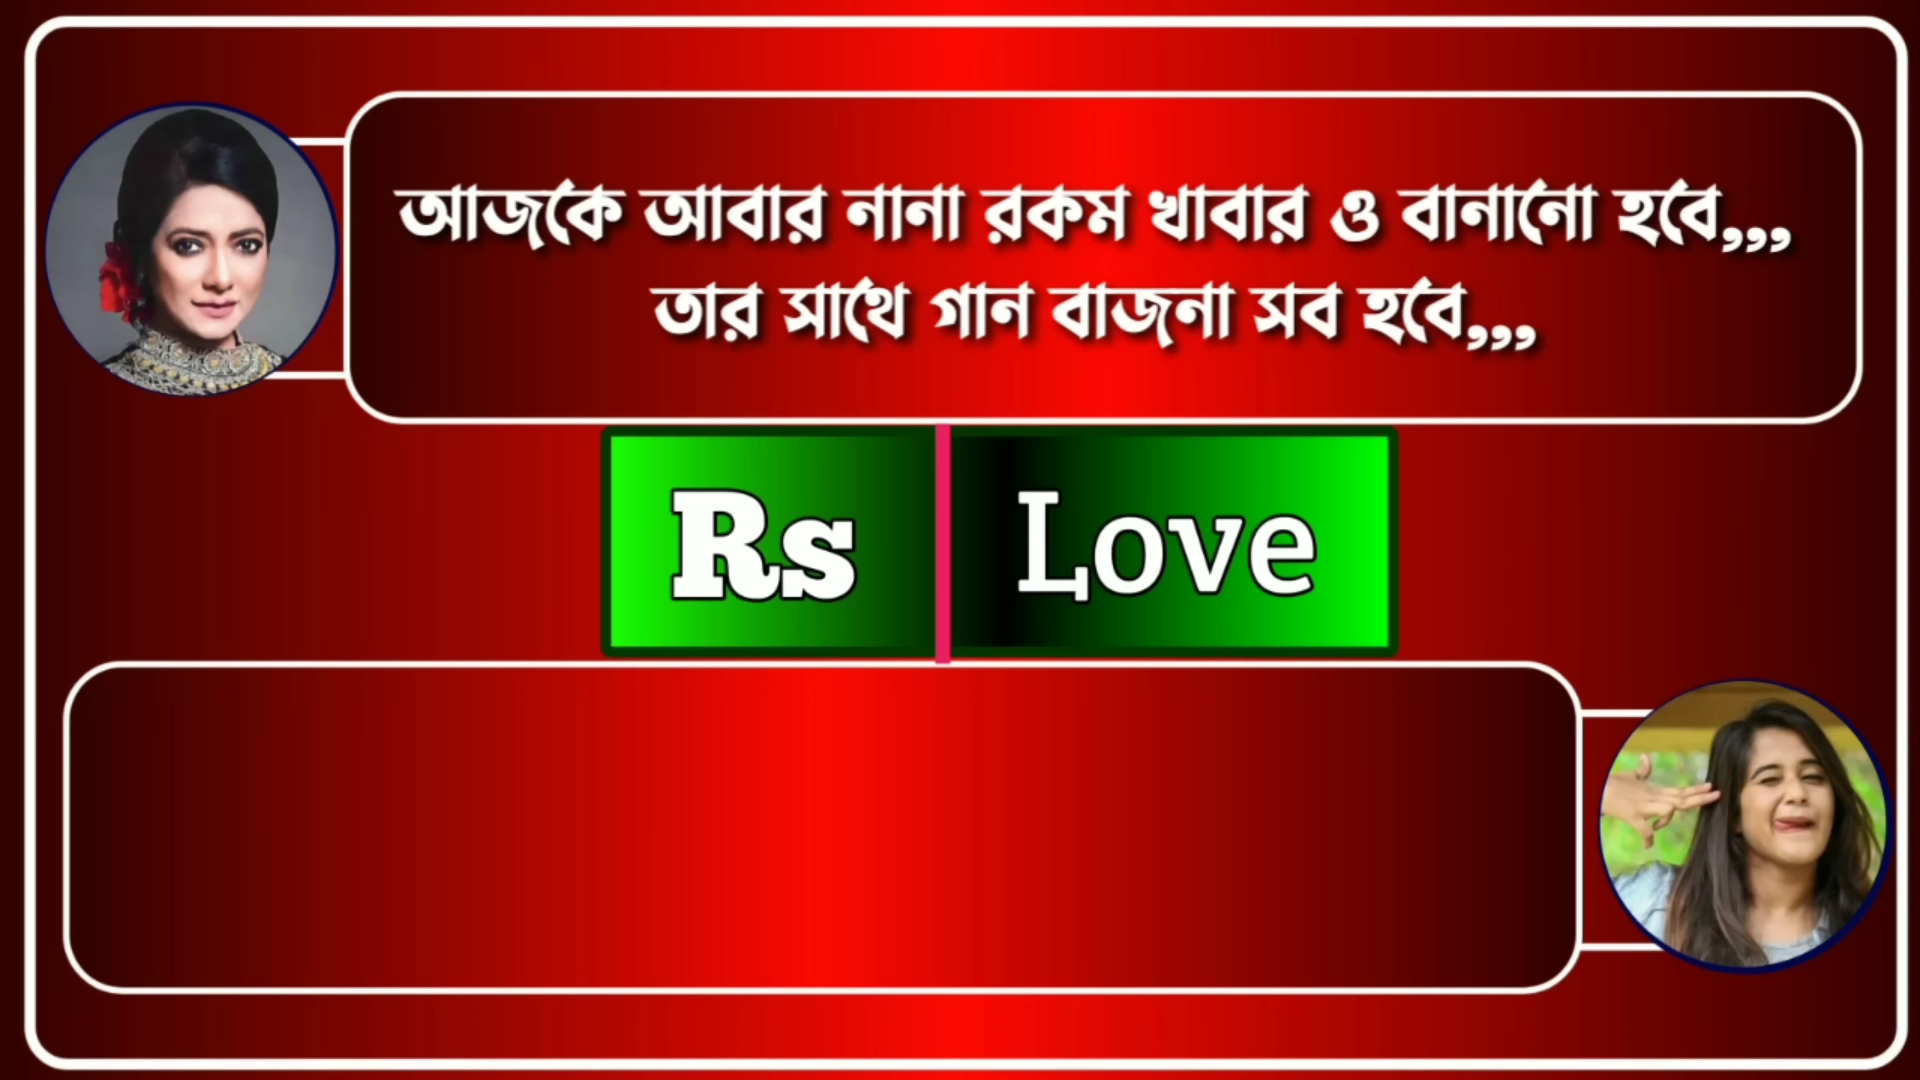 আজকে আবার নানা রকম খাবার ও বানানো হবে,,,
তার সাথে গান বাজনা সব হবে,,,
Rs Love